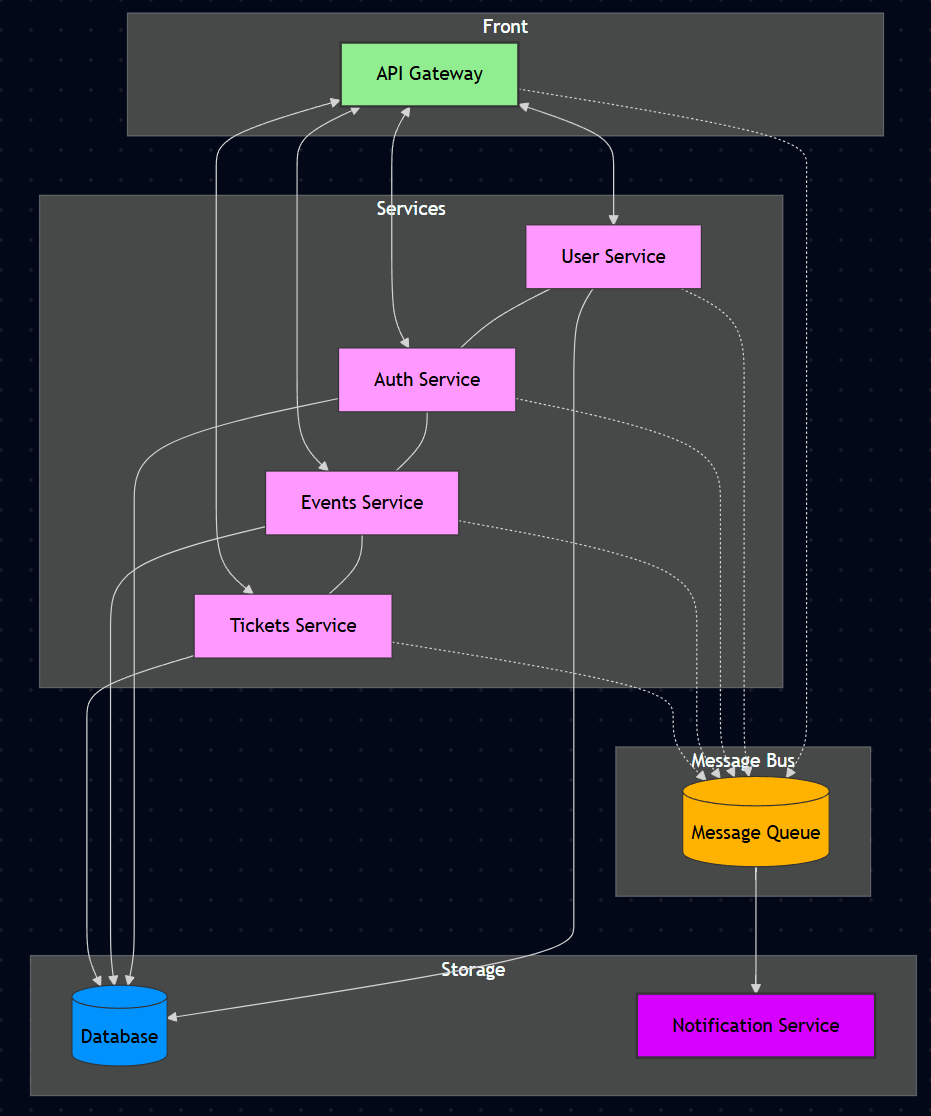 Front
API Gateway
Services
User Service
Auth Service
Events Service
Tickets Service
Message Bus
Message Queue
Storage
Database
Notification Service